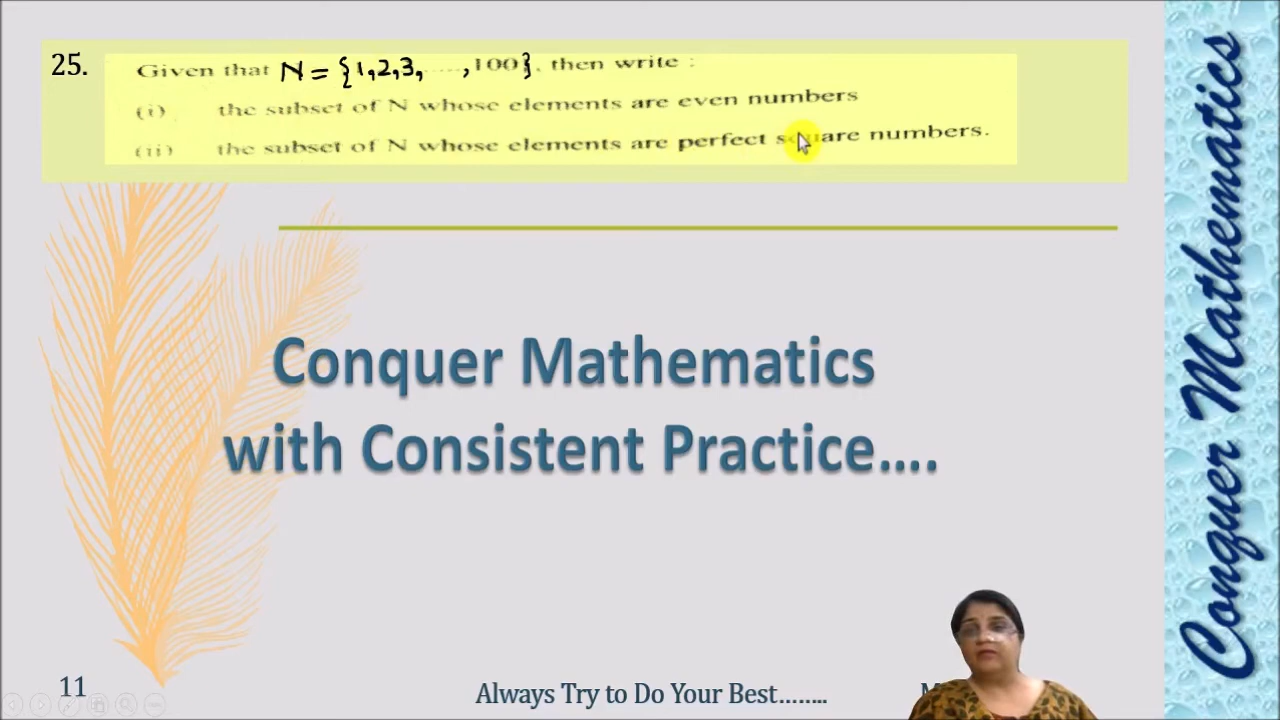 25.
Given that N = {1,2,3, ....,100}, then write :
(i) the subset of N whose elements are even numbers
(ii) the subset of N whose elements are perfect square numbers.
Conquer Mathematics
with Consistent Practice....
Conquer Mathematics
11
Always Try to Do Your Best........